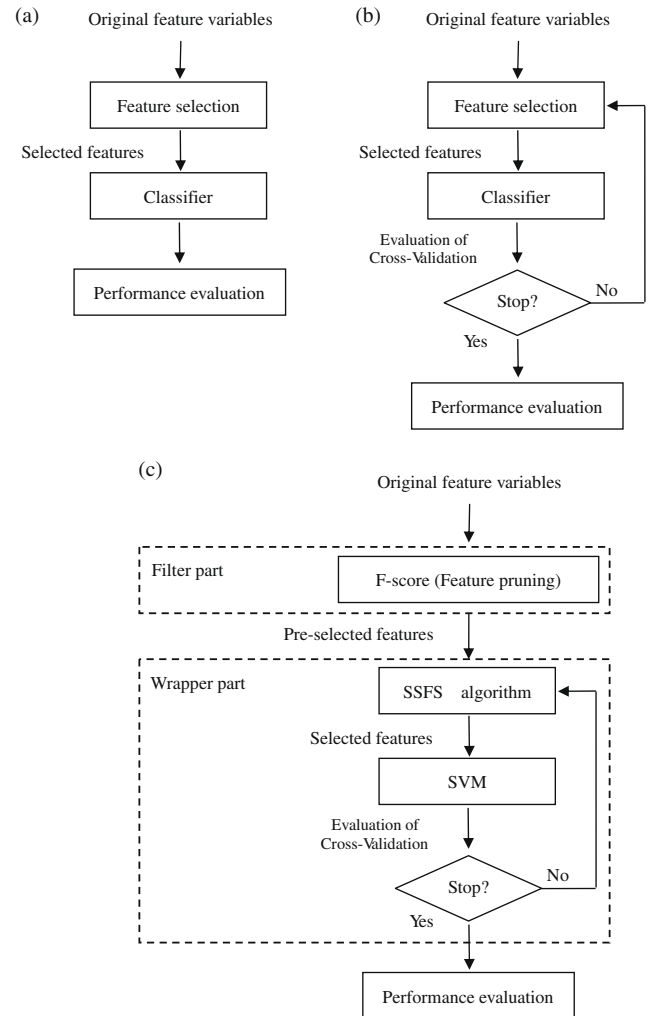 (a)
Original feature variables
Feature selection
Selected features
Classifier
Performance evaluation
(b)
Original feature variables
Feature selection
Selected features
Classifier
Evaluation of
Cross-Validation
Stop?
No
Yes
Performance evaluation
(c)
Original feature variables
Filter part
F-score (Feature pruning)
Pre-selected features
Wrapper part
SSFS algorithm
Selected features
SVM
Evaluation of
Cross-Validation
Stop?
No
Yes
Performance evaluation